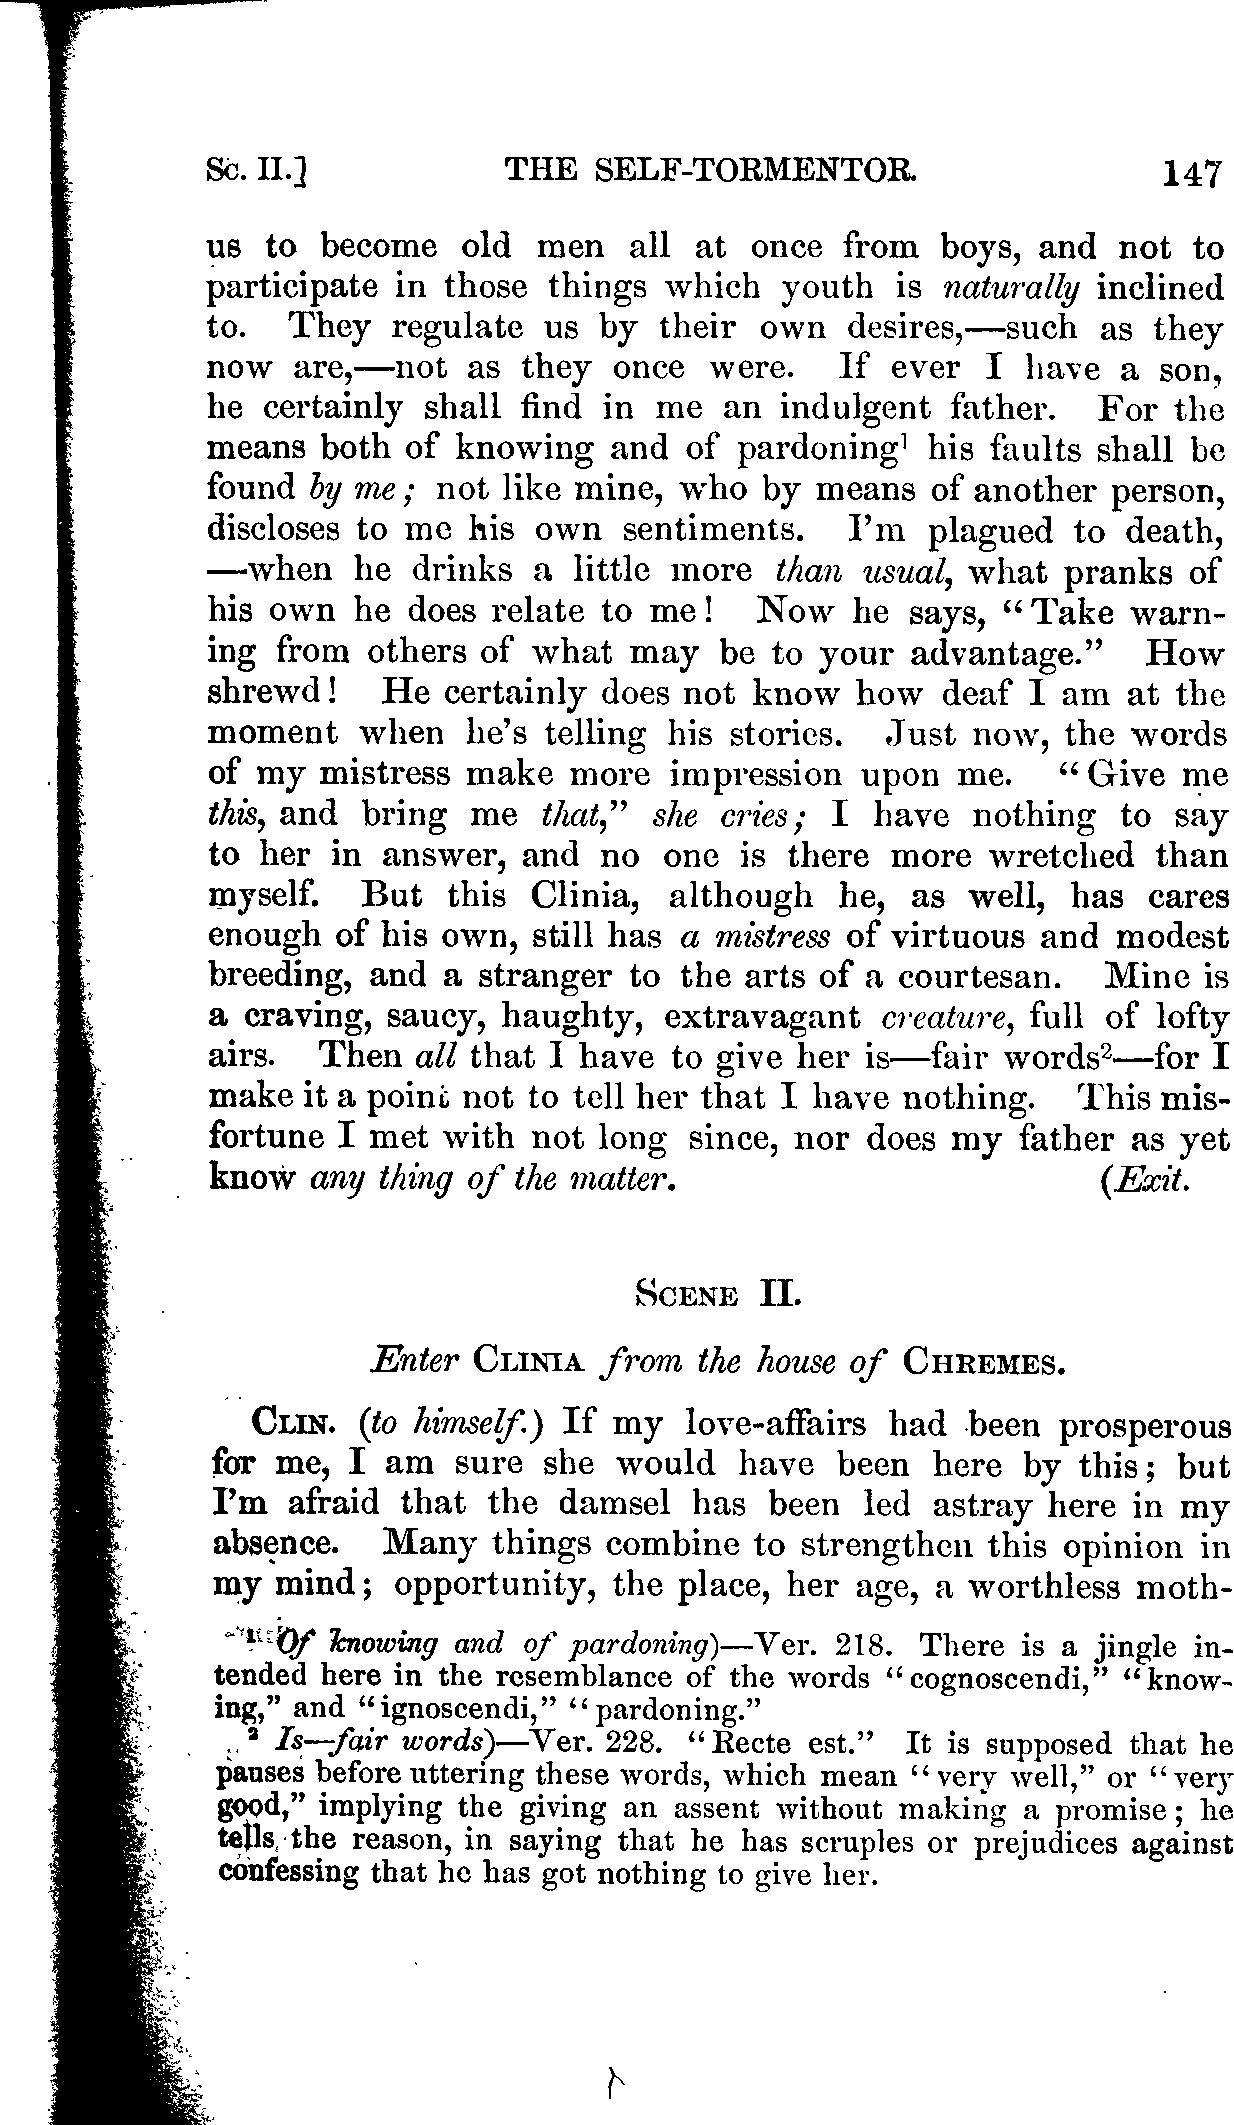 Sc. II.] THE SELF-TORMENTOR. 147
us to become old men all at once from boys, and not to
participate in those things which youth is naturally inclined
to. They regulate us by their own desires,—such as they
now are,—not as they once were. If ever I have a son,
he certainly shall find in me an indulgent father. For the
means both of knowing and of pardoning¹ his faults shall be
found by me; not like mine, who by means of another person,
discloses to me his own sentiments. I'm plagued to death,
—when he drinks a little more than usual, what pranks of
his own he does relate to me! Now he says, "Take warn-
ing from others of what may be to your advantage." How
shrewd! He certainly does not know how deaf I am at the
moment when he's telling his stories. Just now, the words
of my mistress make more impression upon me. "Give me
this, and bring me that," she cries; I have nothing to say
to her in answer, and no one is there more wretched than
myself. But this Clinia, although he, as well, has cares
enough of his own, still has a mistress of virtuous and modest
breeding, and a stranger to the arts of a courtesan. Mine is
a craving, saucy, haughty, extravagant creature, full of lofty
airs. Then all that I have to give her is—fair words²—for I
make it a point not to tell her that I have nothing. This mis-
fortune I met with not long since, nor does my father as yet
know any thing of the matter. (Exit.
SCENE II.
Enter CLINIA from the house of CHREMES.
CLIN. (to himself.) If my love-affairs had been prosperous
for me, I am sure she would have been here by this; but
I'm afraid that the damsel has been led astray here in my
absence. Many things combine to strengthen this opinion in
my mind; opportunity, the place, her age, a worthless moth-
¹ Of knowing and of pardoning)—Ver. 218. There is a jingle in-
tended here in the resemblance of the words "cognoscendi," "know-
ing," and "ignoscendi," "pardoning."
² Is—fair words)—Ver. 228. "Recte est." It is supposed that he
pauses before uttering these words, which mean "very well," or "very
good," implying the giving an assent without making a promise; he
tells the reason, in saying that he has scruples or prejudices against
confessing that he has got nothing to give her.